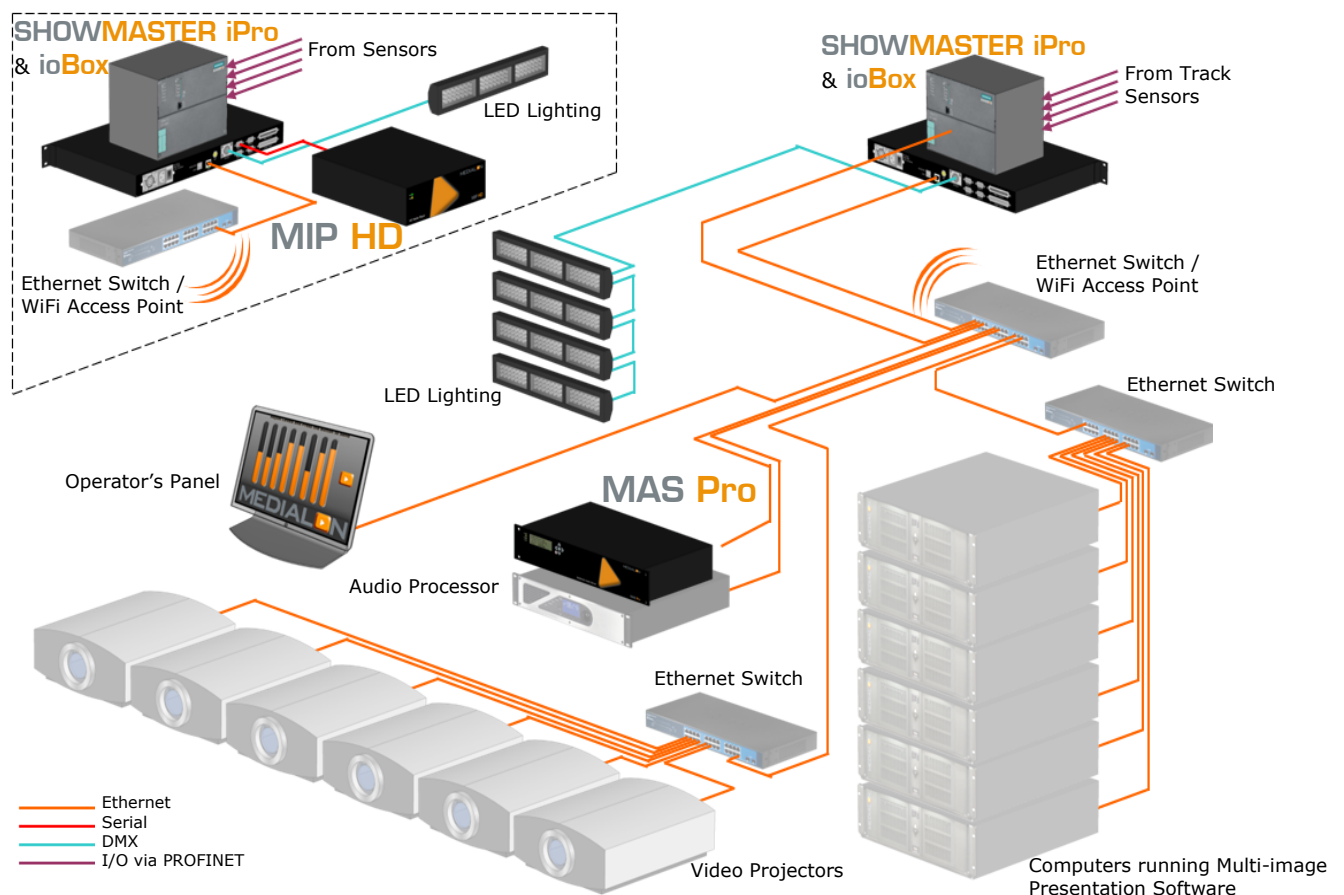 SHOWMASTER iPro
& ioBox
From Sensors
LED Lighting
MIP HD
Ethernet Switch /
WiFi Access Point
SHOWMASTER iPro
& ioBox
From Track
Sensors
Ethernet Switch /
WiFi Access Point
Ethernet Switch
LED Lighting
Operator's Panel
MEDIALON
MAS Pro
Audio Processor
Ethernet Switch
Video Projectors
Computers running Multi-image
Presentation Software
Ethernet
Serial
DMX
I/O via PROFINET